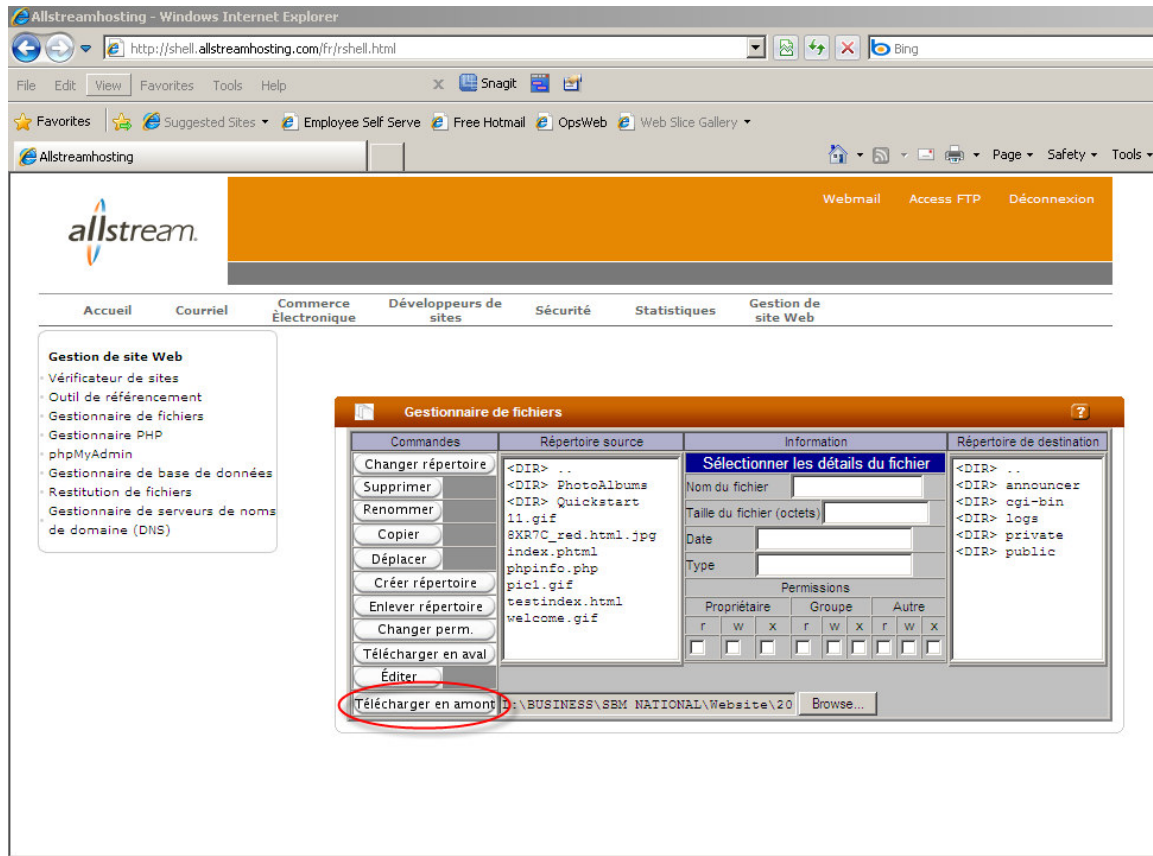 Allstreamhosting - Windows Internet Explorer
http://shell.allstreamhosting.com/fr/rshell.html
Bing
File Edit View Favorites Tools Help
x Snagit
Favorites Suggested Sites Employee Self Serve Free Hotmail OpsWeb Web Slice Gallery
Allstreamhosting
Page Safety Tools
allstream.
Webmail Access FTP Déconnexion
Accueil Courriel Commerce Électronique Développeurs de sites Sécurité Statistiques Gestion de site Web
Gestion de site Web
Vérificateur de sites
Outil de référencement
Gestionnaire de fichiers
Gestionnaire PHP
phpMyAdmin
Gestionnaire de base de données
Restitution de fichiers
Gestionnaire de serveurs de noms
de domaine (DNS)
Gestionnaire de fichiers
?
Commandes Répertoire source Information Répertoire de destination
Changer répertoire
Supprimer
Renommer
Copier
Déplacer
Créer répertoire
Enlever répertoire
Changer perm.
Télécharger en aval
Éditer
Télécharger en amont
<DIR> ..
<DIR> PhotoAlbums
<DIR> Quickstart
11.gif
8XR7C_red.html.jpg
index.phtml
phpinfo.php
pic1.gif
testindex.html
welcome.gif
Sélectionner les détails du fichier
Nom du fichier
Taille du fichier (octets)
Date
Type
Permissions
Propriétaire Groupe Autre
r w x r w x r w x
<DIR> ..
<DIR> announcer
<DIR> cgi-bin
<DIR> logs
<DIR> private
<DIR> public
I:\BUSINESS\SBM NATIONAL\Website\20 Browse...